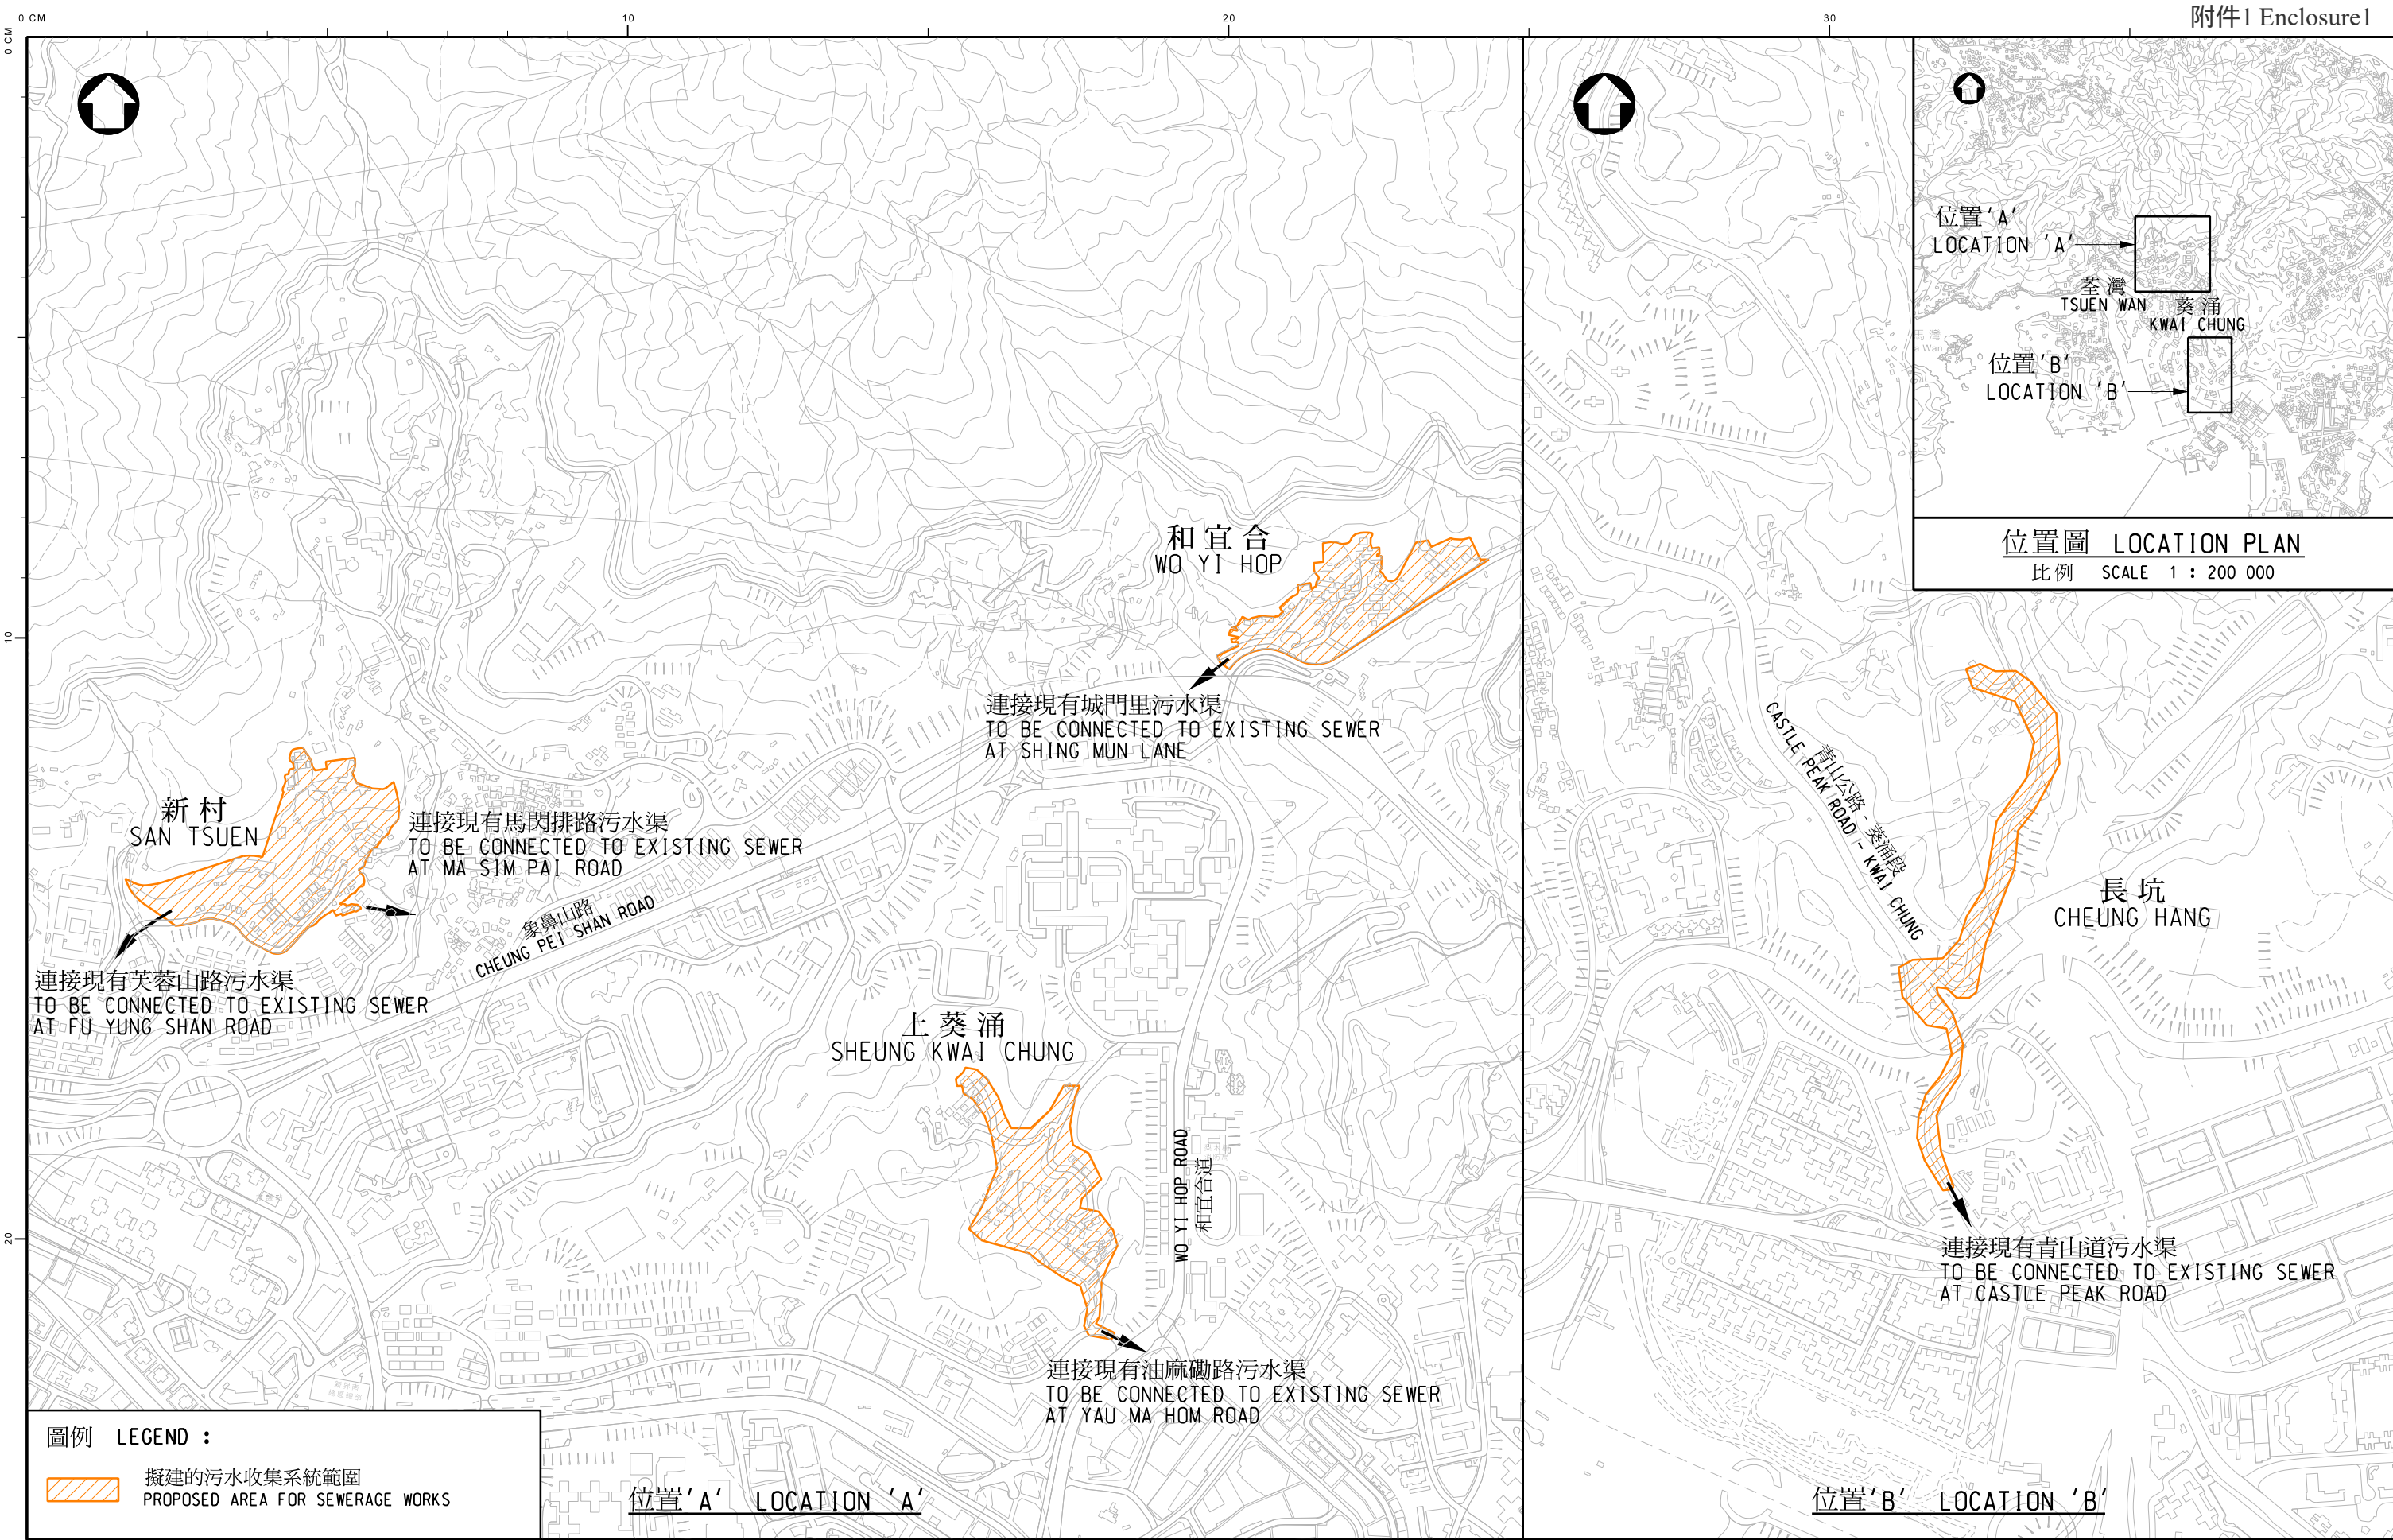 附件1 Enclosure1
0 CM
10
20
30
0 CM
10
20
位置'A'
LOCATION 'A'
荃灣
TSUEN WAN
葵涌
KWAI CHUNG
位置'B'
LOCATION 'B'
位置圖 LOCATION PLAN
比例 SCALE 1 : 200 000
和宜合
WO YI HOP
連接現有城門里污水渠
TO BE CONNECTED TO EXISTING SEWER
AT SHING MUN LANE
新村
SAN TSUEN
連接現有馬閃排路污水渠
TO BE CONNECTED TO EXISTING SEWER
AT MA SIM PAI ROAD
象鼻山路
CHEUNG PEI SHAN ROAD
連接現有芙蓉山路污水渠
TO BE CONNECTED TO EXISTING SEWER
AT FU YUNG SHAN ROAD
上葵涌
SHEUNG KWAI CHUNG
WO YI HOP ROAD
和宜合道
連接現有油麻磡路污水渠
TO BE CONNECTED TO EXISTING SEWER
AT YAU MA HOM ROAD
青山公路 - 葵涌段
CASTLE PEAK ROAD - KWAI CHUNG
長坑
CHEUNG HANG
連接現有青山道污水渠
TO BE CONNECTED TO EXISTING SEWER
AT CASTLE PEAK ROAD
圖例 LEGEND :
擬建的污水收集系統範圍
PROPOSED AREA FOR SEWERAGE WORKS
位置'A' LOCATION 'A'
位置'B' LOCATION 'B'